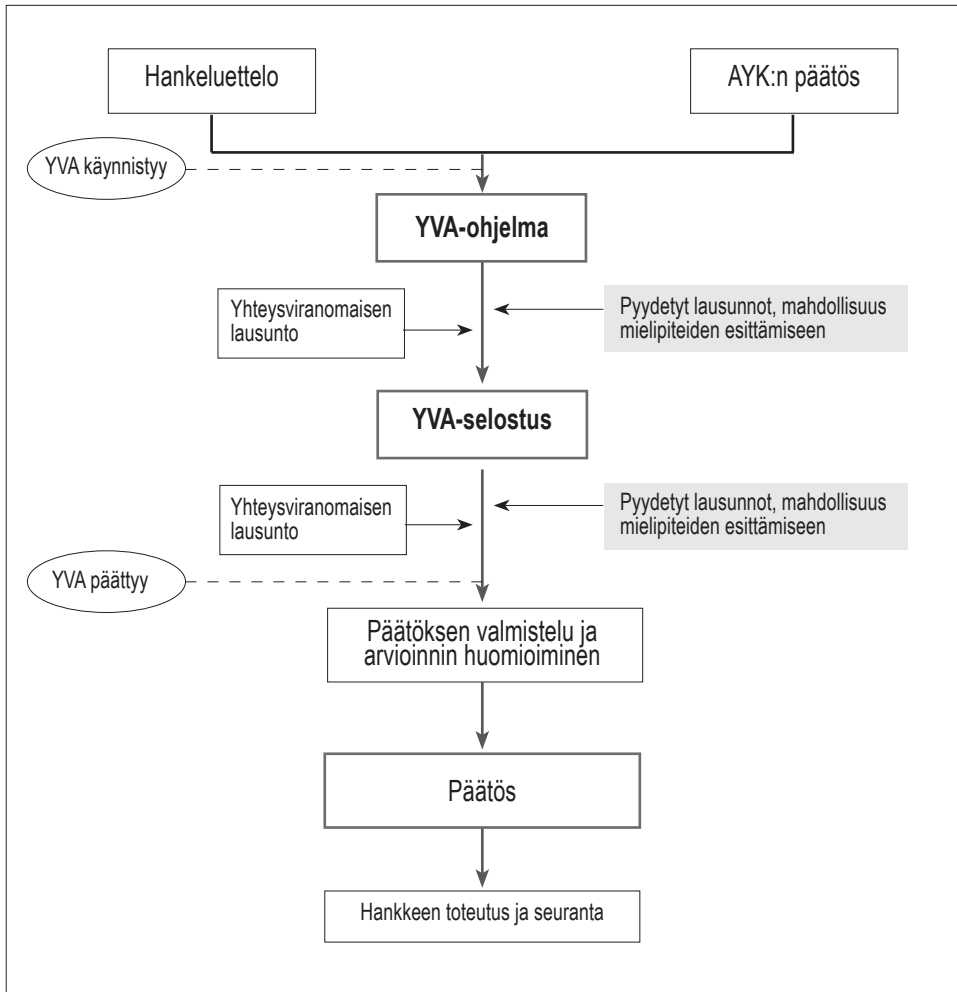 Hankeluettelo
AYK:n päätös
YVA käynnistyy
YVA-ohjelma
Yhteysviranomaisen
lausunto
Pyydetyt lausunnot, mahdollisuus
mielipiteiden esittämiseen
YVA-selostus
Yhteysviranomaisen
lausunto
Pyydetyt lausunnot, mahdollisuus
mielipiteiden esittämiseen
YVA päättyy
Päätöksen valmistelu ja
arvioinnin huomioiminen
Päätös
Hankkeen toteutus ja seuranta